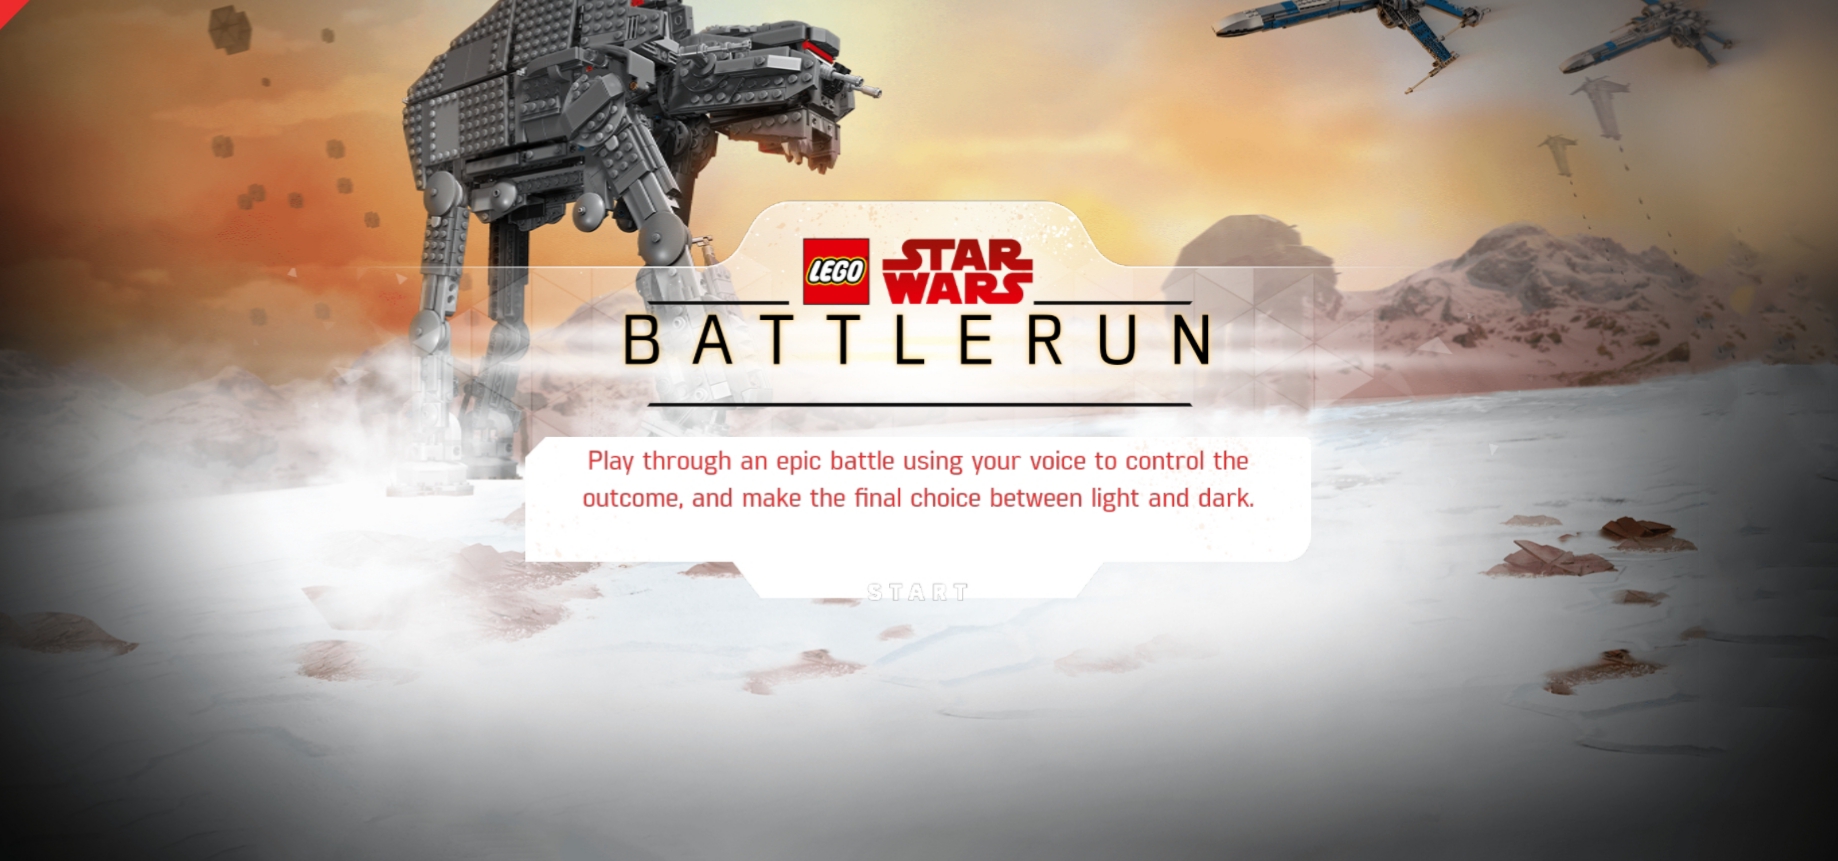 LEGO
STAR
WARS
BATTLERUN
Play through an epic battle using your voice to control the
outcome, and make the final choice between light and dark.
START